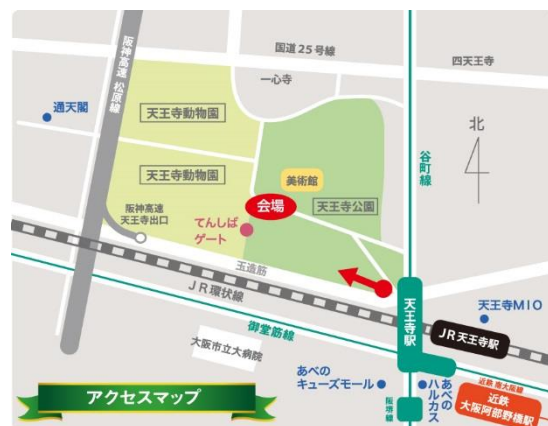 国道25号線
四天王寺
一心寺
阪神高速 松原線
通天閣
天王寺動物園
北
谷町線
天王寺動物園
美術館
会場
天王寺公園
阪神高速
天王寺出口
てんしば
ゲート
玉造筋
JR環状線
天王寺MIO
天王寺駅
JR天王寺駅
御堂筋線
大阪市立大病院
近鉄 南大阪線
あべの
キューズモール
あべの
ハルカス
近鉄
大阪阿部野橋駅
阪堺線
アクセスマップ